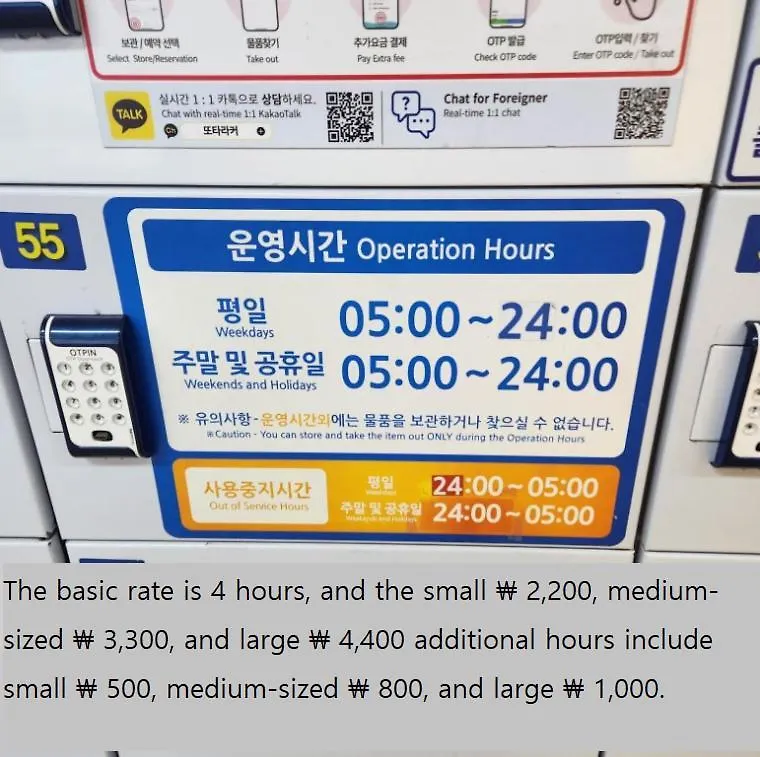 보관 / 예약 선택
Select Store/Reservation
물품찾기
Take out
추가요금 결제
Pay Extra fee
OTP 발급
Check OTP code
OTP입력 / 찾기
Enter OTP code / Take out
TALK
실시간 1 : 1 카톡으로 상담하세요.
Chat with real-time 1:1 KakaoTalk
Ch 또타라커
Chat for Foreigner
Real-time 1:1 chat
55
OTPIN
운영시간 Operation Hours
평일 05:00~24:00
Weekdays
주말 및 공휴일 05:00~24:00
Weekends and Holidays
※ 유의사항-운영시간외에는 물품을 보관하거나 찾으실 수 없습니다.
※Caution - You can store and take the item out ONLY during the Operation Hours
사용중지시간
Out of Service Hours
평일 24:00~05:00
Weekdays
주말 및 공휴일 24:00~05:00
Weekends and Holidays
The basic rate is 4 hours, and the small ₩ 2,200, medium-
sized ₩ 3,300, and large ₩ 4,400 additional hours include
small ₩ 500, medium-sized ₩ 800, and large ₩ 1,000.